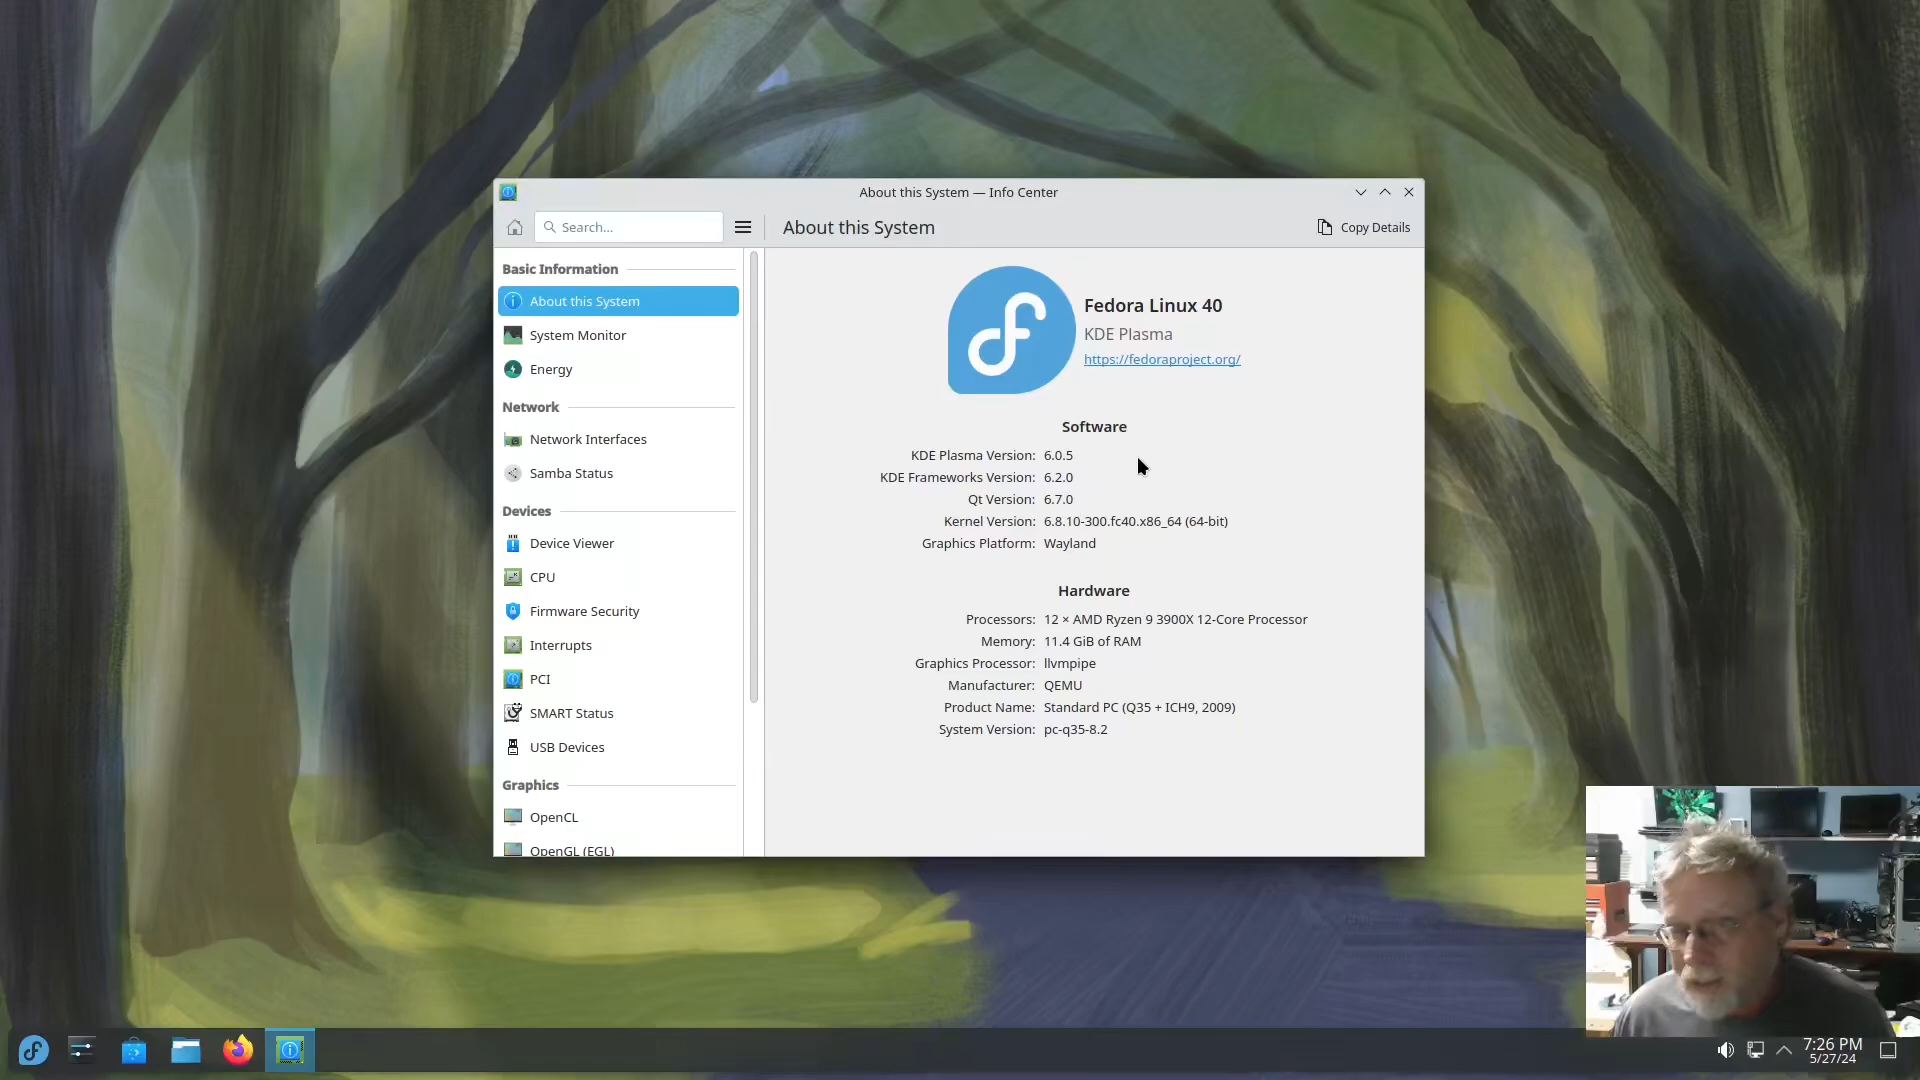 About this System — Info Center
Search...
About this System
Copy Details
Basic Information
About this System
System Monitor
Energy
Network
Network Interfaces
Samba Status
Devices
Device Viewer
CPU
Firmware Security
Interrupts
PCI
SMART Status
USB Devices
Graphics
OpenCL
OpenGL (EGL)
Fedora Linux 40
KDE Plasma
https://fedoraproject.org/
Software
KDE Plasma Version: 6.0.5
KDE Frameworks Version: 6.2.0
Qt Version: 6.7.0
Kernel Version: 6.8.10-300.fc40.x86_64 (64-bit)
Graphics Platform: Wayland
Hardware
Processors: 12 × AMD Ryzen 9 3900X 12-Core Processor
Memory: 11.4 GiB of RAM
Graphics Processor: llvmpipe
Manufacturer: QEMU
Product Name: Standard PC (Q35 + ICH9, 2009)
System Version: pc-q35-8.2
7:26 PM
5/27/24